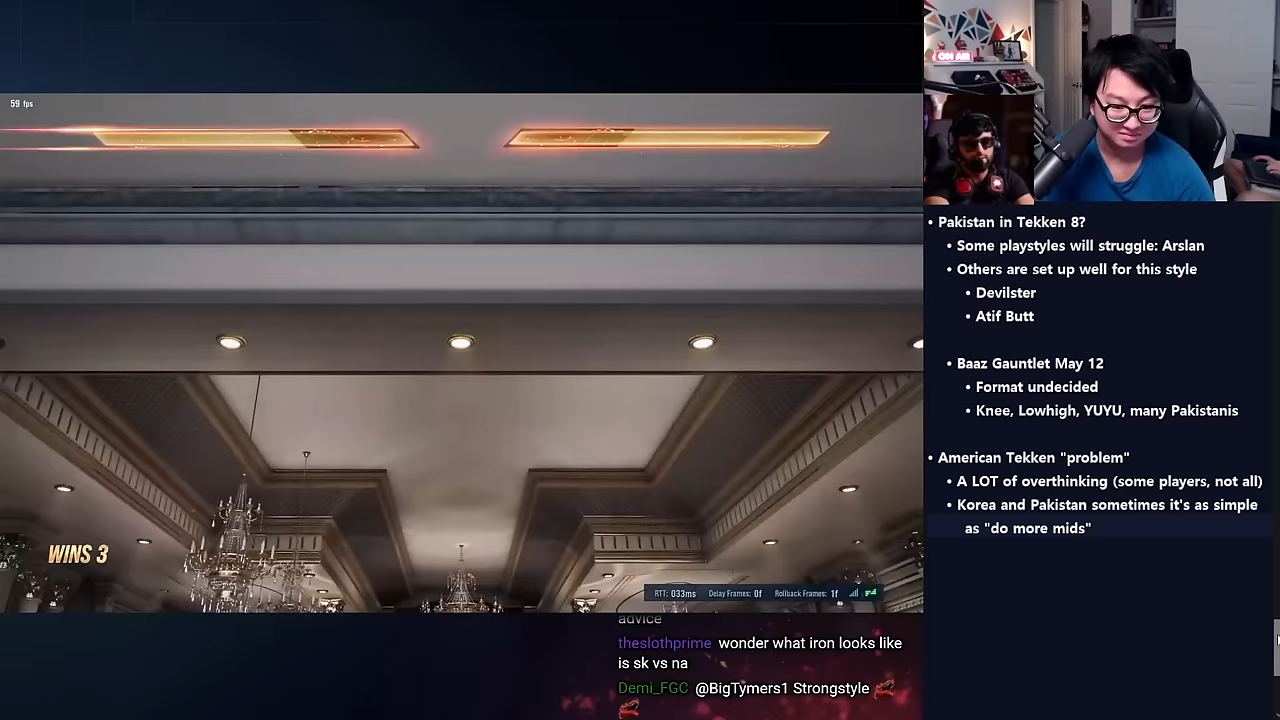 59 fps
ON AIR
• Pakistan in Tekken 8?
• Some playstyles will struggle: Arslan
• Others are set up well for this style
• Devilster
• Atif Butt
• Baaz Gauntlet May 12
• Format undecided
• Knee, Lowhigh, YUYU, many Pakistanis
• American Tekken "problem"
• A LOT of overthinking (some players, not all)
• Korea and Pakistan sometimes it's as simple
as "do more mids"
WINS 3
RTT: 033ms Delay Frames: 0f Rollback Frames: 1f
advice
theslothprime wonder what iron looks like
is sk vs na
Demi_FGC @BigTymers1 Strongstyle